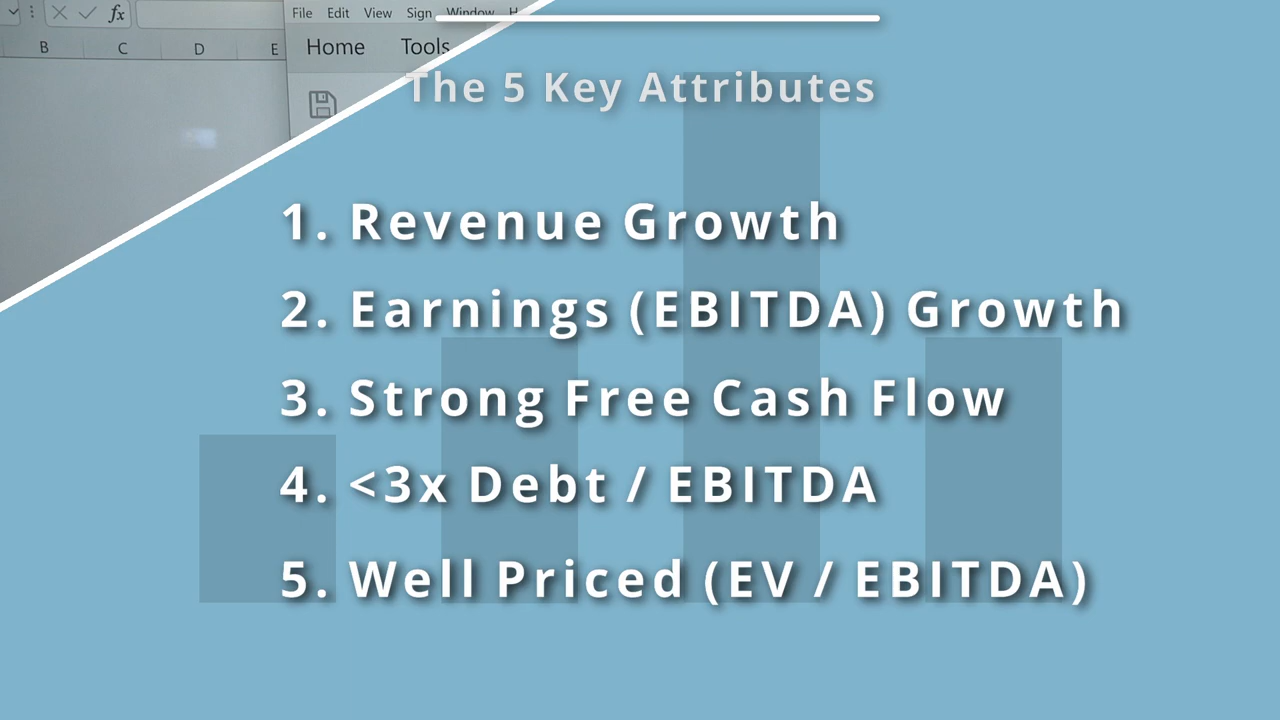 File Edit View Sign Window H
fx
Home Tools
B C D E
The 5 Key Attributes
1. Revenue Growth
2. Earnings (EBITDA) Growth
3. Strong Free Cash Flow
4. <3x Debt / EBITDA
5. Well Priced (EV / EBITDA)